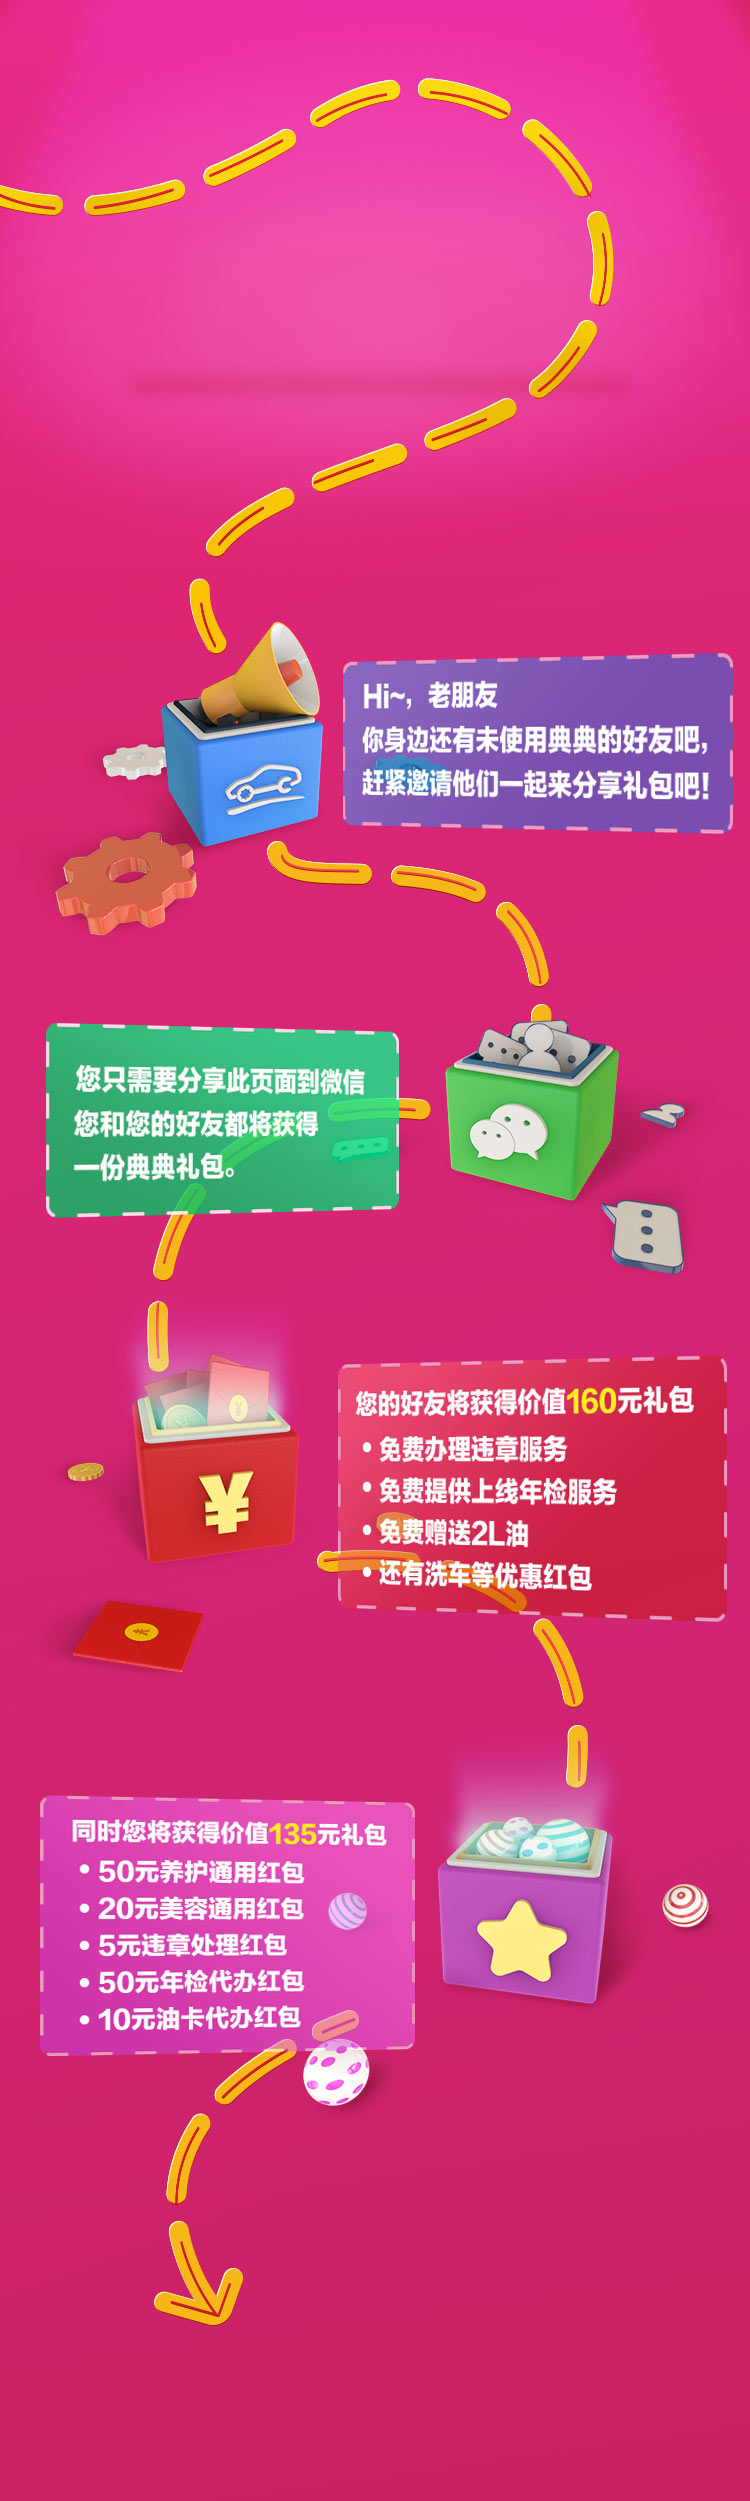 Hi~，老朋友
你身边还有未使用典典的好友吧，
赶紧邀请他们一起来分享礼包吧！
您只需要分享此页面到微信
您和您的好友都将获得
一份典典礼包。
¥
您的好友将获得价值160元礼包
• 免费办理违章服务
• 免费提供上线年检服务
• 免费赠送2L油
• 还有洗车等优惠红包
同时您将获得价值135元礼包
• 50元养护通用红包
• 20元美容通用红包
• 5元违章处理红包
• 50元年检代办红包
• 10元油卡代办红包